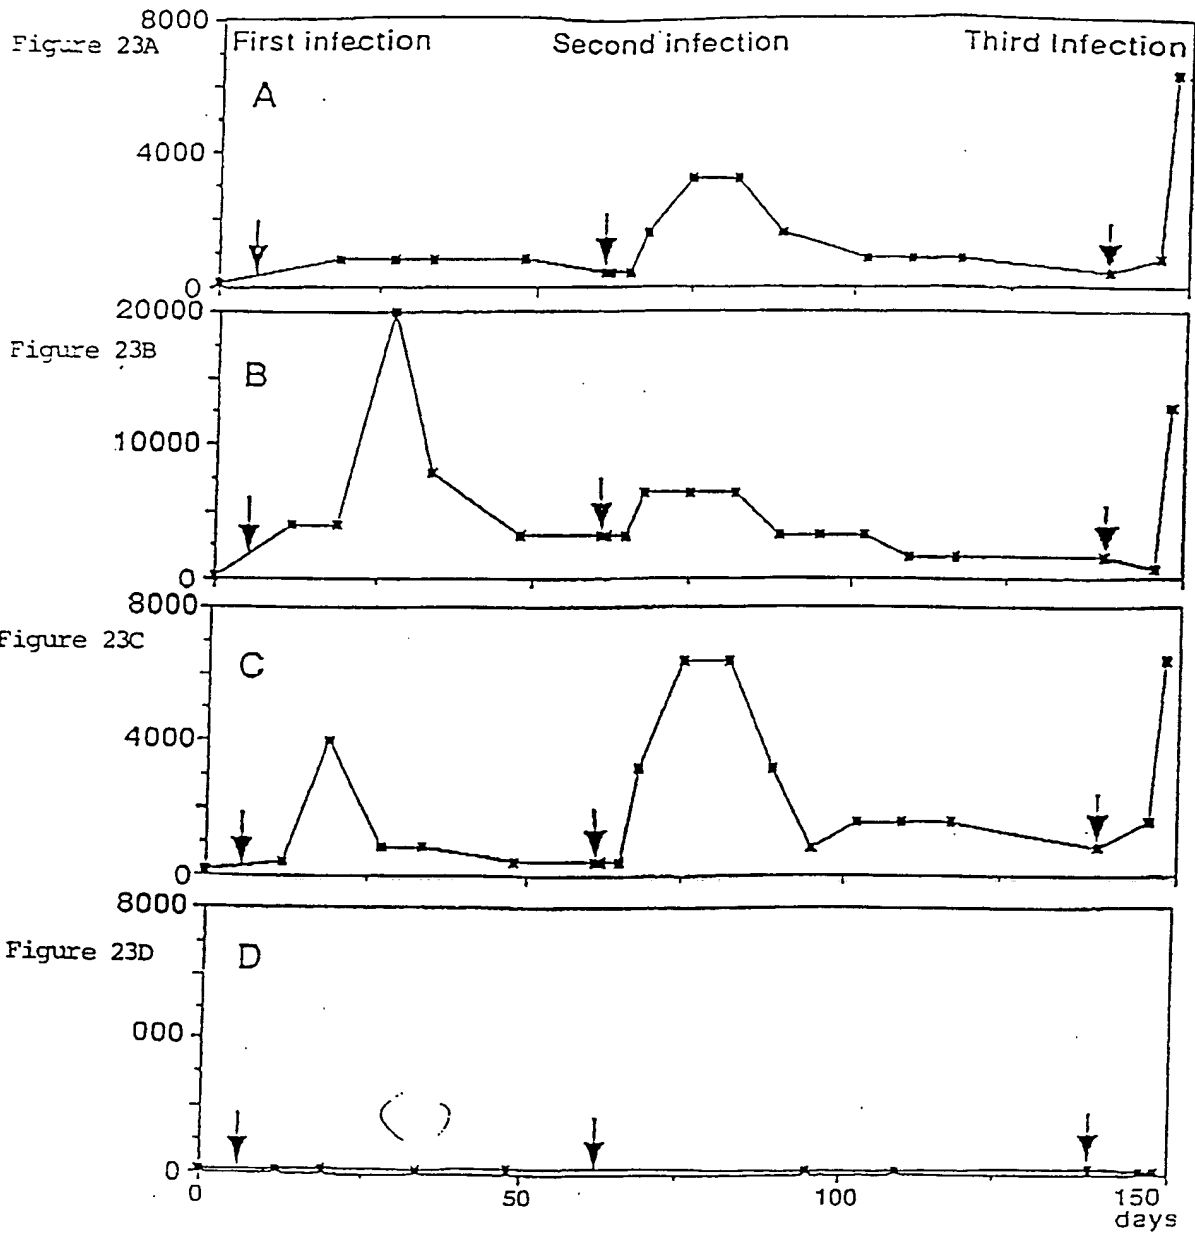 8000
Figure 23A
First infection
Second infection
Third Infection
A
4000
0
20000
Figure 23B
B
10000
0
8000
Figure 23C
C
4000
0
8000
Figure 23D
D
000
0
0
50
100
150
days